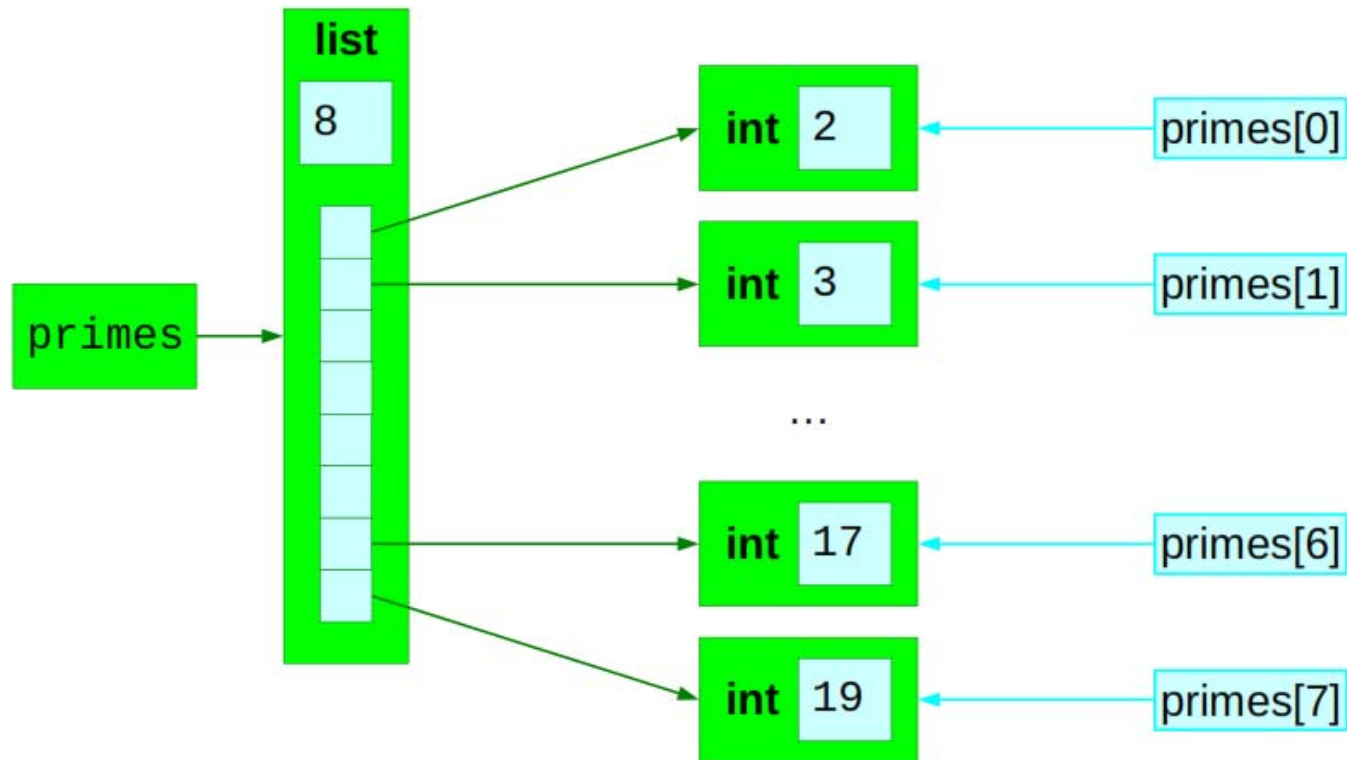 list
8
int 2 primes[0]
int 3 primes[1]
primes
...
int 17 primes[6]
int 19 primes[7]